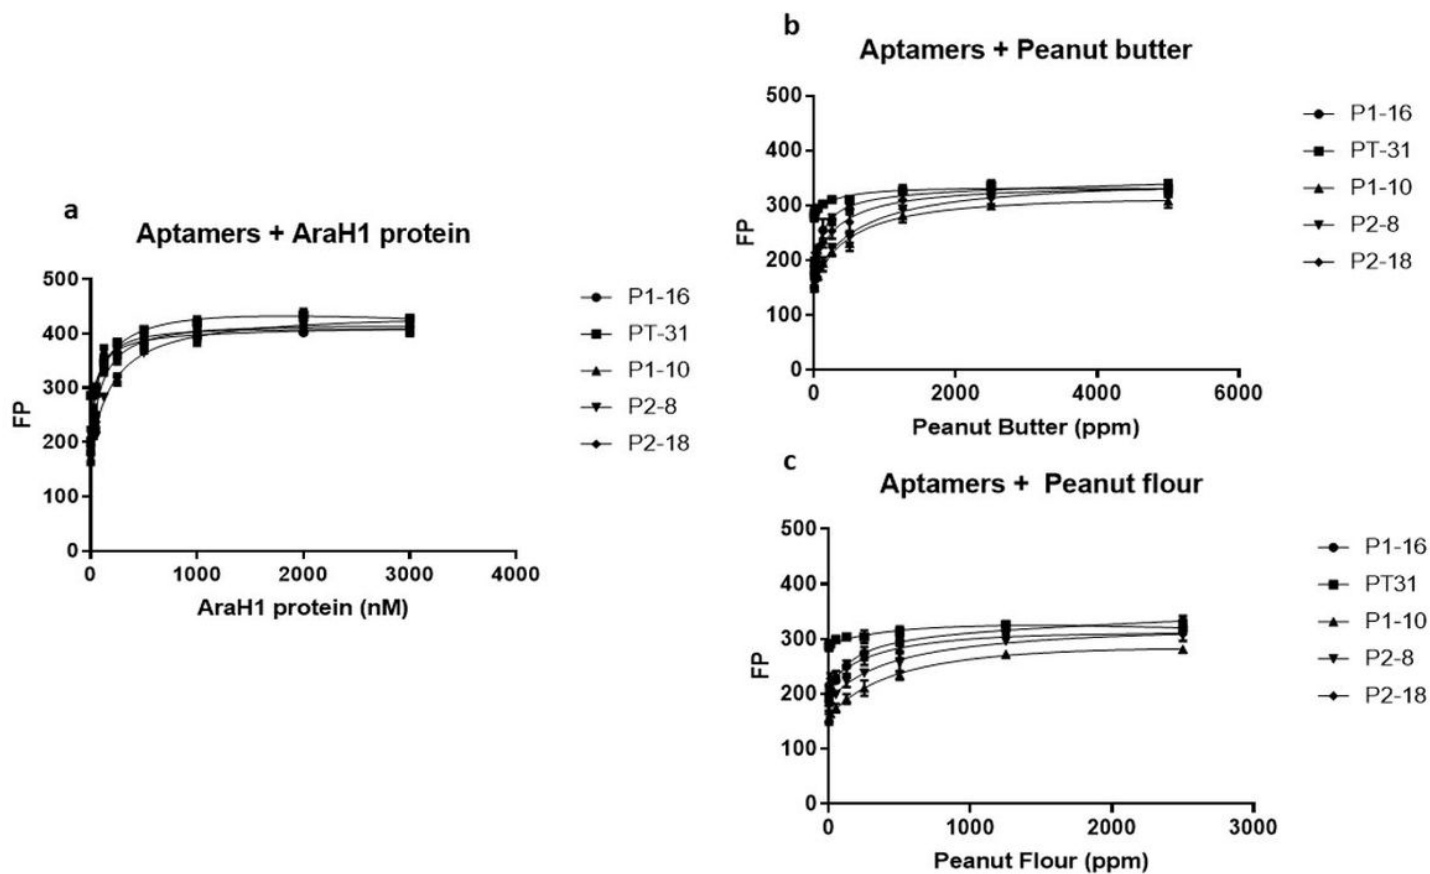 a
Aptamers + AraH1 protein
500
400
300
200
100
0
FP
0 1000 2000 3000 4000
AraH1 protein (nM)
P1-16
PT-31
P1-10
P2-8
P2-18
b
Aptamers + Peanut butter
500
400
300
200
100
0
FP
0 2000 4000 6000
Peanut Butter (ppm)
P1-16
PT-31
P1-10
P2-8
P2-18
c
Aptamers + Peanut flour
500
400
300
200
100
0
FP
0 1000 2000 3000
Peanut Flour (ppm)
P1-16
PT31
P1-10
P2-8
P2-18